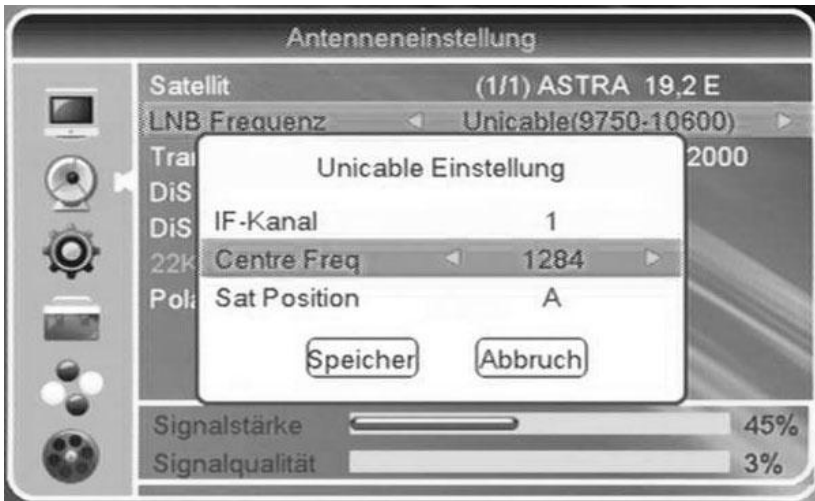 Antenneneinstellung
Satellit (1/1) ASTRA 19,2 E
LNB Frequenz Unicable(9750-10600)
2000
Unicable Einstellung
IF-Kanal 1
Centre Freq 1284
Sat Position A
Speicher Abbruch
Signalstärke 45%
Signalqualität 3%